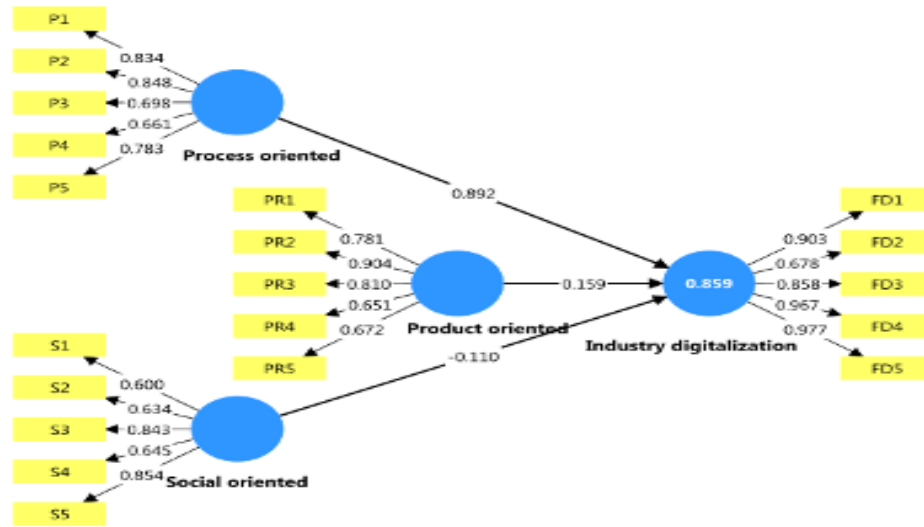 P1
0.834
P2
0.848
P3
0.698
P4
0.661
P5
0.783
Process oriented
0.892
PR1
0.781
PR2
0.904
PR3
0.810
PR4
0.651
PR5
0.672
Product oriented
0.159
S1
0.600
S2
0.634
S3
0.843
S4
0.645
S5
0.854
Social oriented
-0.110
0.859
Industry digitalization
FD1
0.903
FD2
0.678
FD3
0.858
FD4
0.967
FD5
0.977